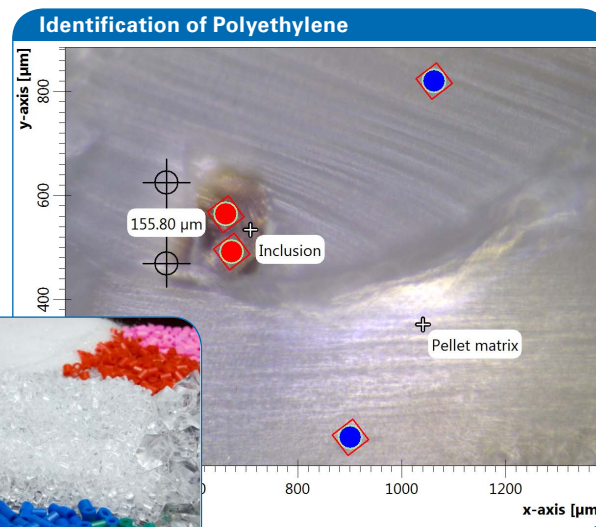 Identification of Polyethylene
y-axis [µm]
800
600
400
155.80 µm
Inclusion
Pellet matrix
800
1000
1200
x-axis [µm